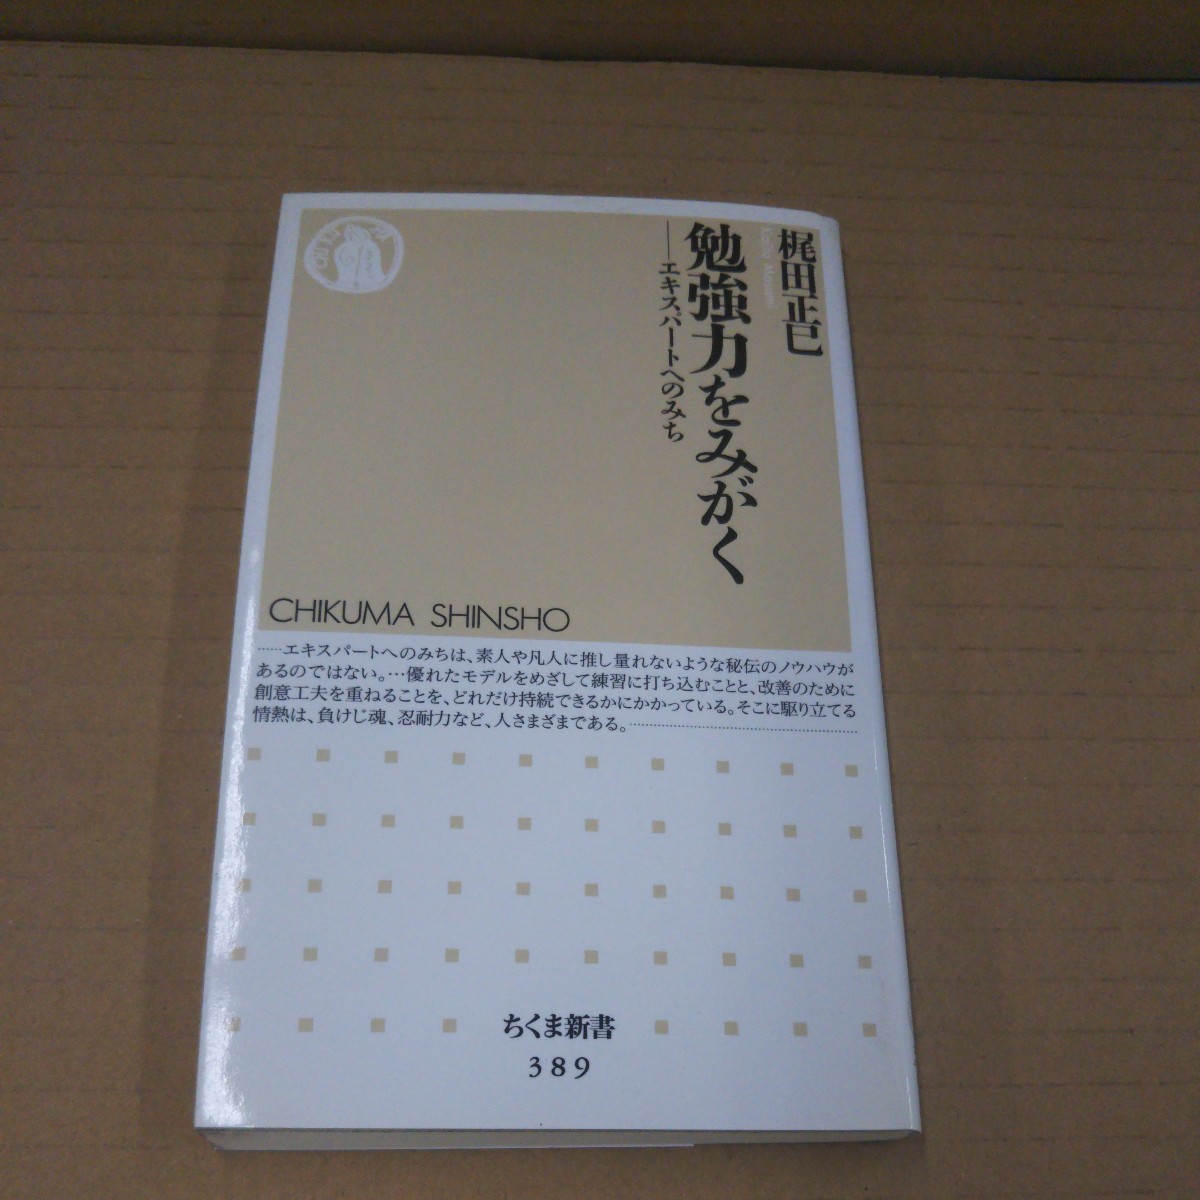 梶田正巳
勉強力をみがく
──エキスパートへのみち
CHIKUMA SHINSHO
……エキスパートへのみちは、素人や凡人に推し量れないような秘伝のノウハウが
あるのではない。…優れたモデルをめざして練習に打ち込むことと、改善のために
創意工夫を重ねることを、どれだけ持続できるかにかかっている。そこに駆り立てる
情熱は、負けじ魂、忍耐力など、人さまざまである。……………………………………
ちくま新書
389